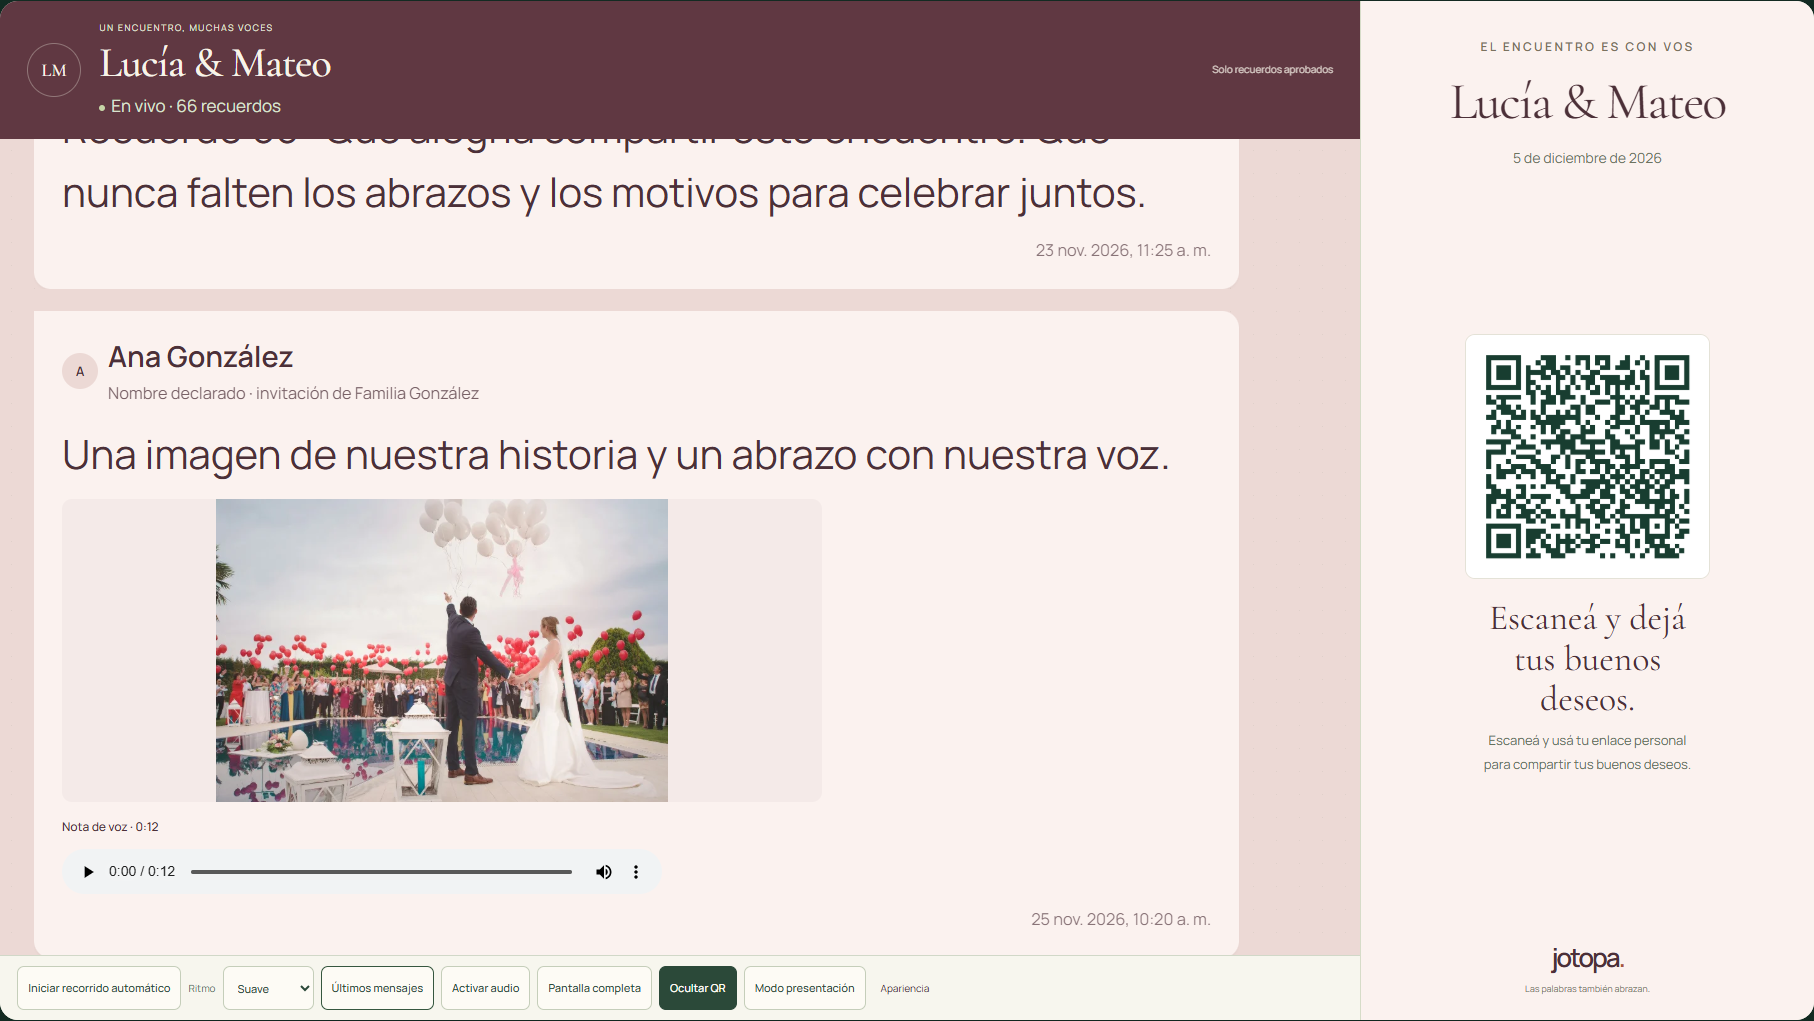 UN ENCUENTRO, MUCHAS VOCES
LM
Lucía & Mateo
En vivo · 66 recuerdos
Solo recuerdos aprobados
nunca falten los abrazos y los motivos para celebrar juntos.
23 nov. 2026, 11:25 a. m.
A
Ana González
Nombre declarado · invitación de Familia González
Una imagen de nuestra historia y un abrazo con nuestra voz.
Nota de voz · 0:12
0:00 / 0:12
25 nov. 2026, 10:20 a. m.
Iniciar recorrido automático
Ritmo
Suave
Últimos mensajes
Activar audio
Pantalla completa
Ocultar QR
Modo presentación
Apariencia
EL ENCUENTRO ES CON VOS
Lucía & Mateo
5 de diciembre de 2026
Escaneá y dejá
tus buenos
deseos.
Escaneá y usá tu enlace personal
para compartir tus buenos deseos.
jotopa.
Las palabras también abrazan.